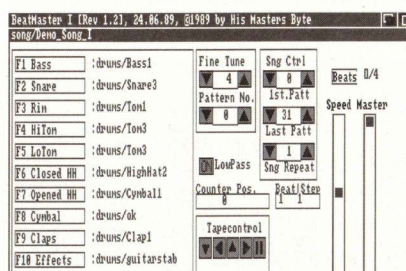 BeatMaster I [Rev 1.2], 24.06.89, @1989 by His Masters Byte
song/Demo_Song_I
F1 Bass :drums/Bass1
F2 Snare :drums/Snare3
F3 Rim :drums/Tom1
F4 HiTom :drums/Tom3
F5 LoTom :drums/Tom3
F6 Closed HH :drums/HighHat2
F7 Opened HH :drums/Cymbal1
F8 Cymbal :drums/ok
F9 Claps :drums/Clap1
F10 Effects :drums/guitarstab
Fine Tune
4
Pattern No.
0
ON LowPass
Counter Pos.
0
Tapecontrol
Sng Ctrl
0
1st.Patt
31
Last Patt
1
Sng Repeat
Beat|Step
1 1
Beats 0/4
Speed Master